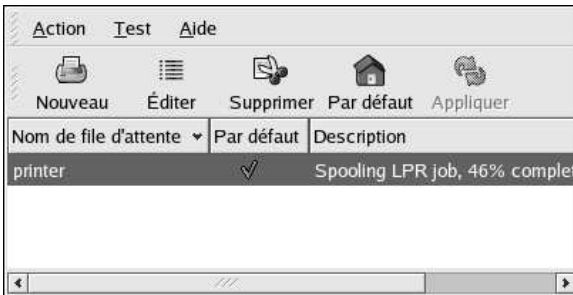 Action Test Aide
Nouveau Éditer Supprimer Par défaut Appliquer
Nom de file d'attente Par défaut Description
printer Spooling LPR job, 46% comple